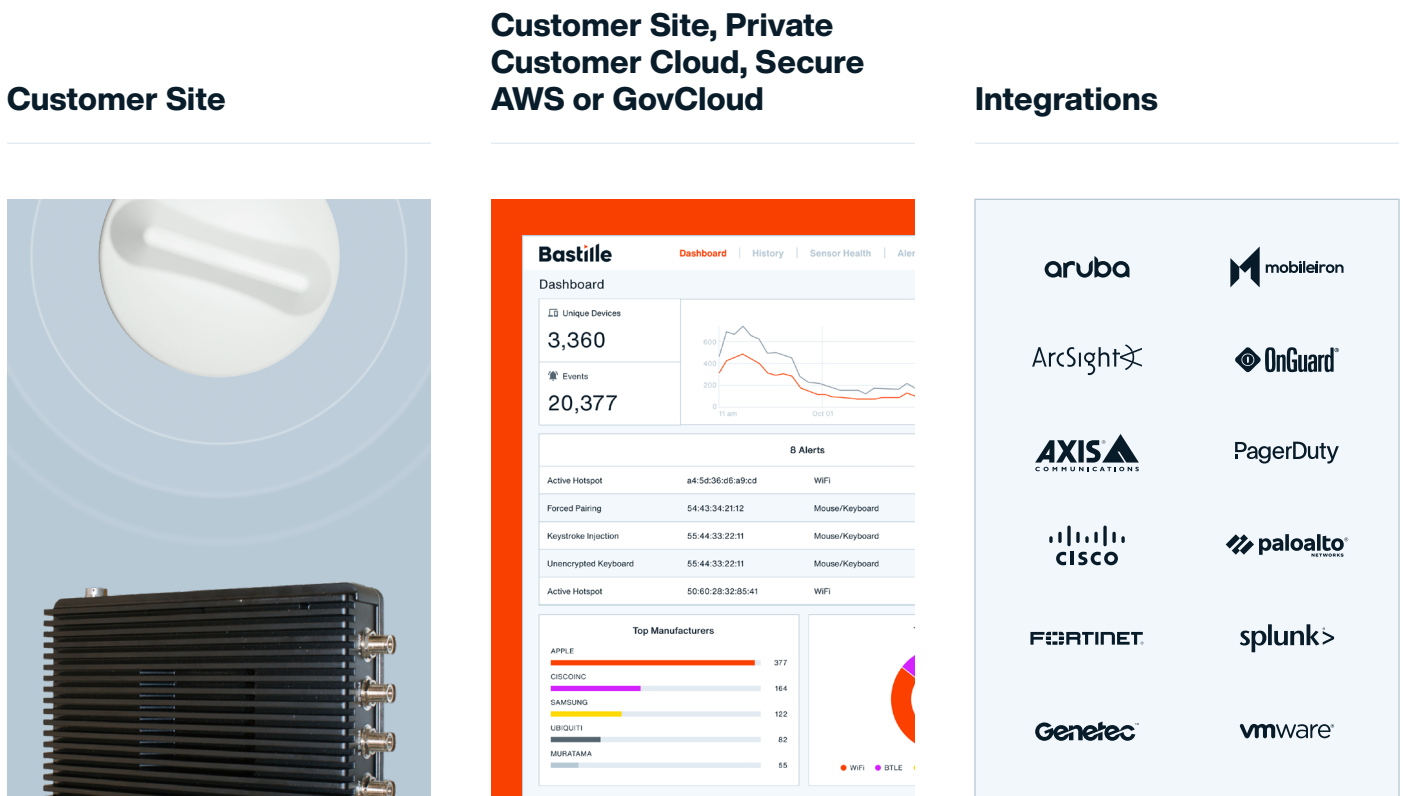 Customer Site
Customer Site, Private
Customer Cloud, Secure
AWS or GovCloud
Integrations
Bastille
Dashboard | History | Sensor Health |
Dashboard
Unique Devices
3,360
Events
20,377
600
400
200
0
11 am
Oct 01
8 Alerts
Active Hotspot a4:5d:36:d6:a9:cd WiFi
Forced Pairing 54:43:34:21:12 Mouse/Keyboard
Keystroke Injection 55:44:33:22:11 Mouse/Keyboard
Unencrypted Keyboard 55:44:33:22:11 Mouse/Keyboard
Active Hotspot 50:60:28:32:85:41 WiFi
Top Manufacturers
APPLE
377
CISCOINC
164
SAMSUNG
122
UBIQUITI
82
MURATAMA
55
WiFi BTLE
aruba
mobileiron
ArcSight
OnGuard®
AXIS
COMMUNICATIONS
PagerDuty
cisco
paloalto®
NETWORKS
FORTINET
splunk>
Genetec™
vmware®